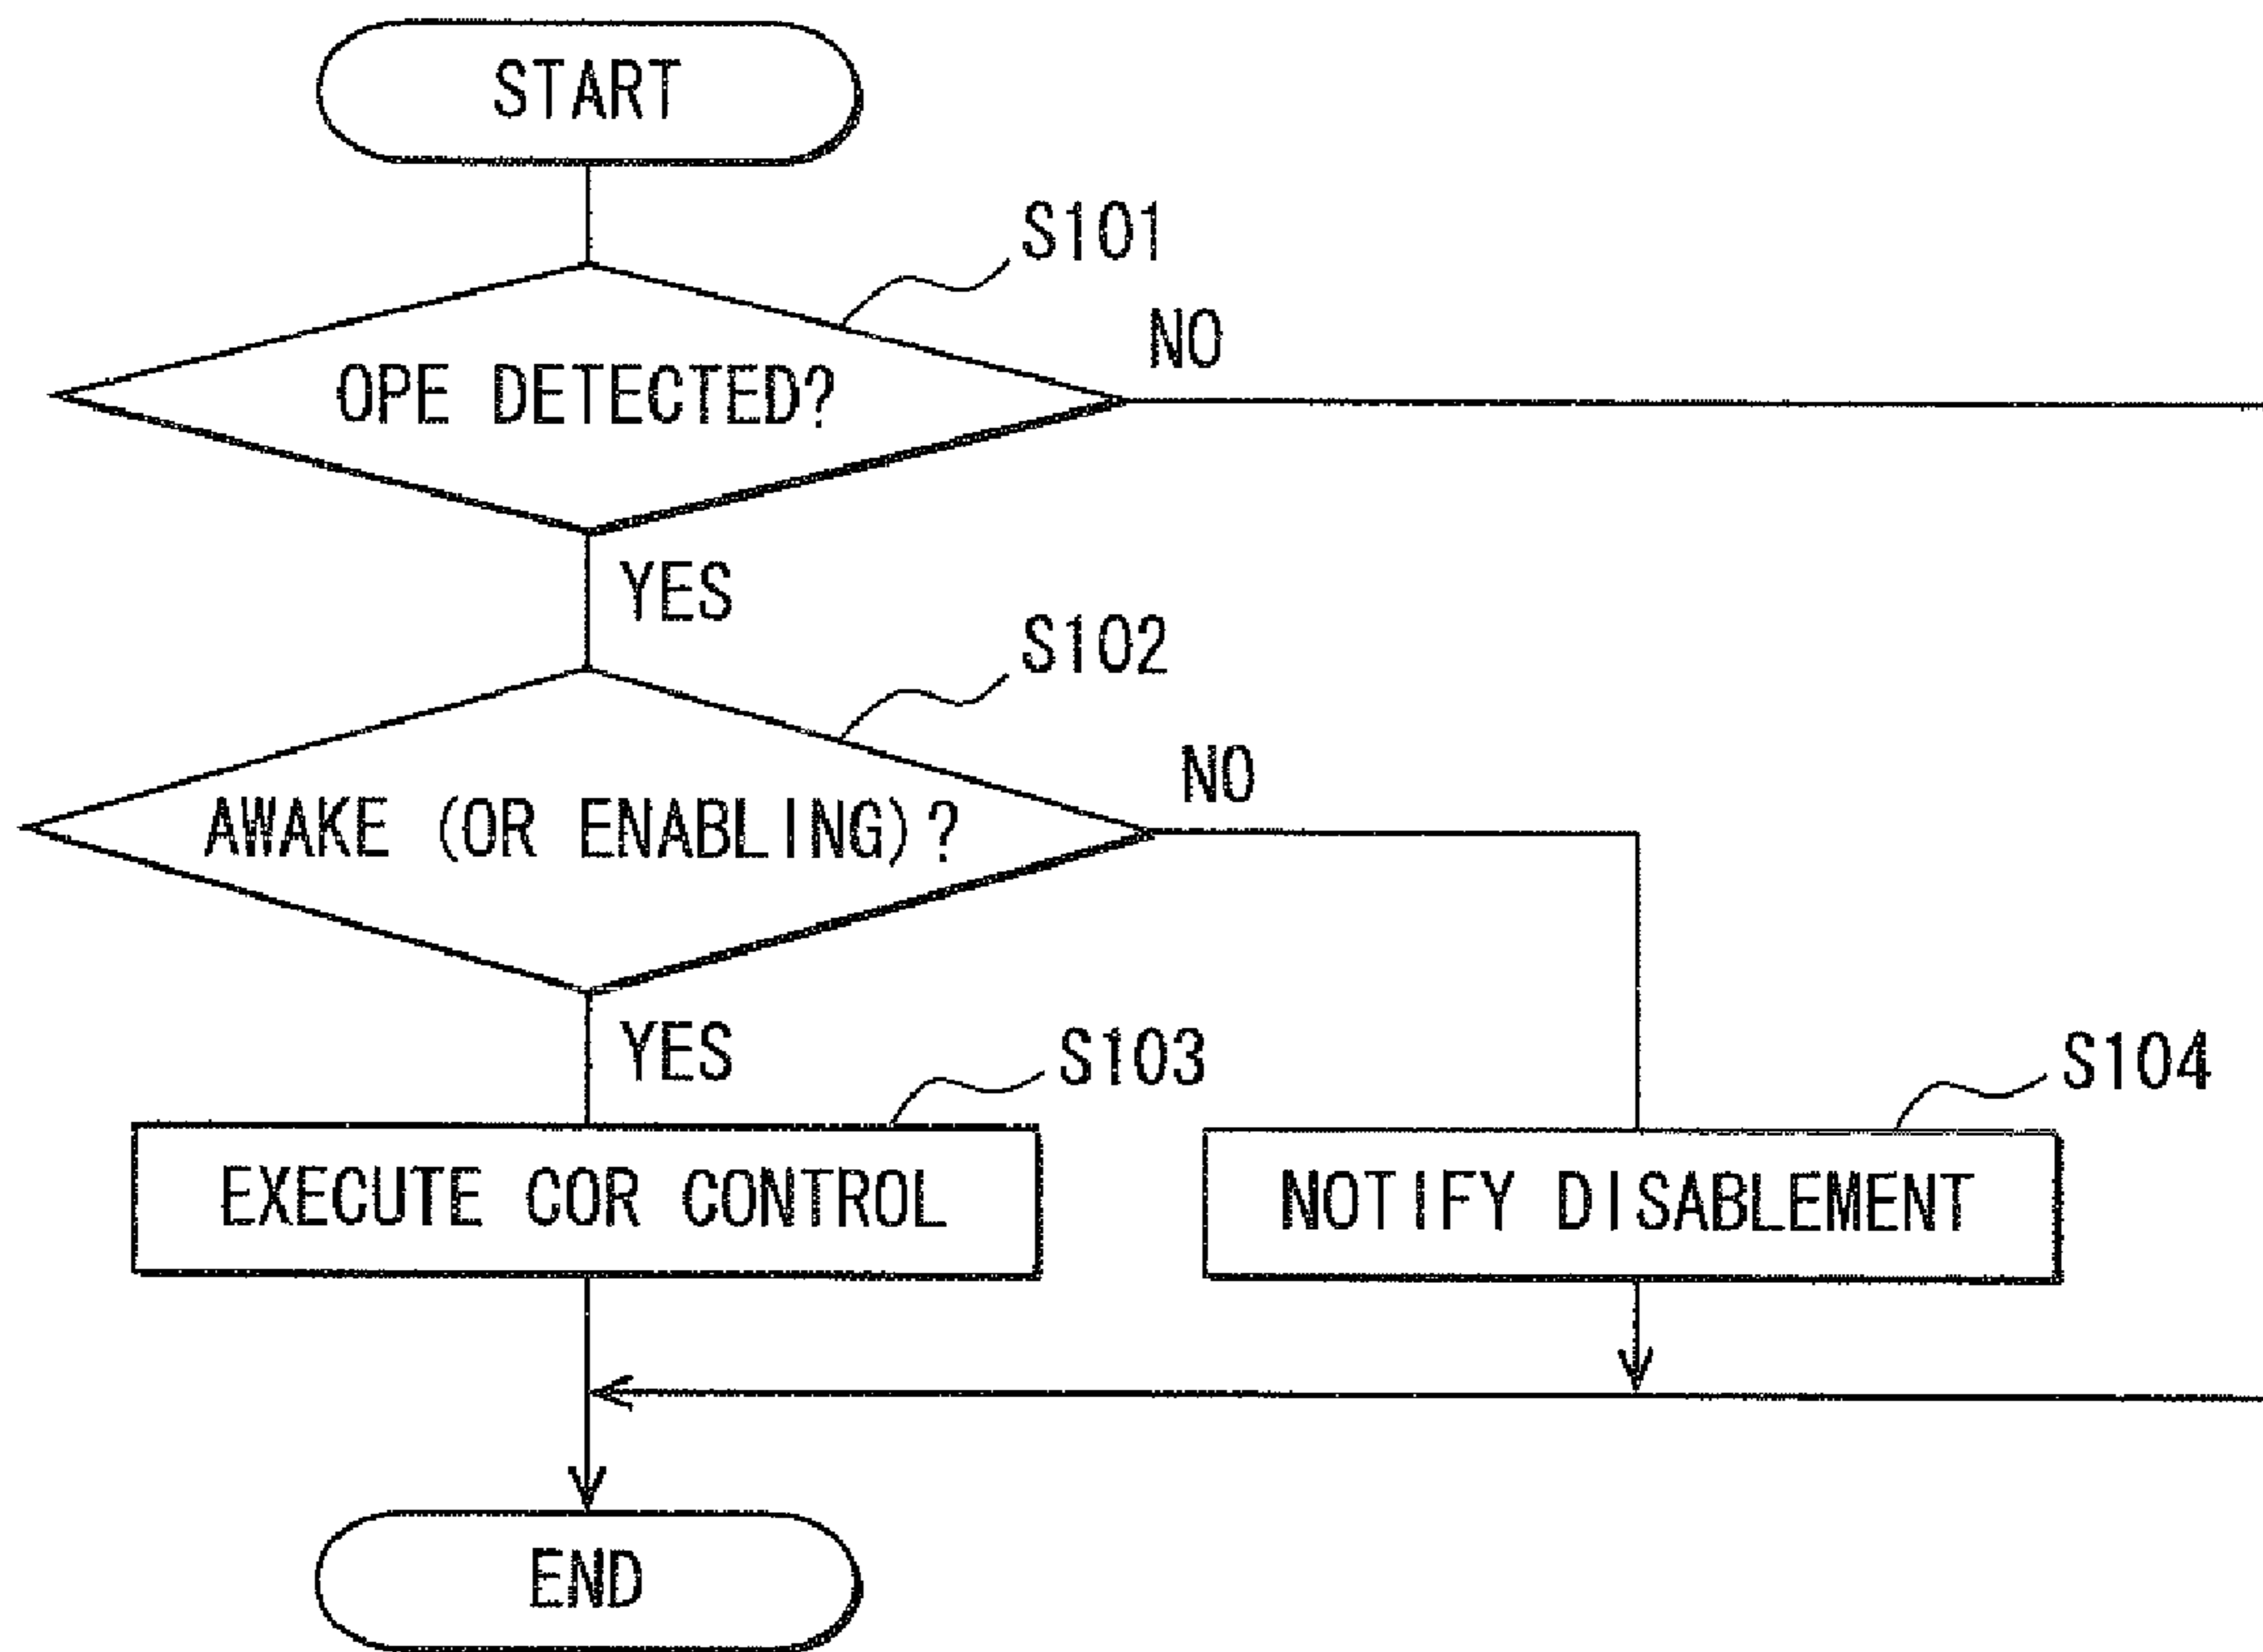 START
S101
NO
OPE DETECTED?
YES
S102
NO
AWAKE (OR ENABLING)?
YES
S103
S104
EXECUTE COR CONTROL
NOTIFY DISABLEMENT
END